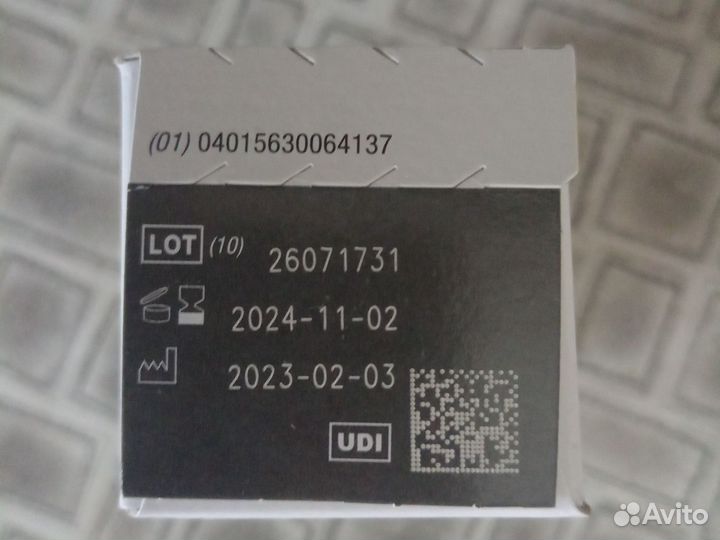 (01) 04015630064137
LOT (10) 26071731
2024-11-02
2023-02-03
UDI
Avito